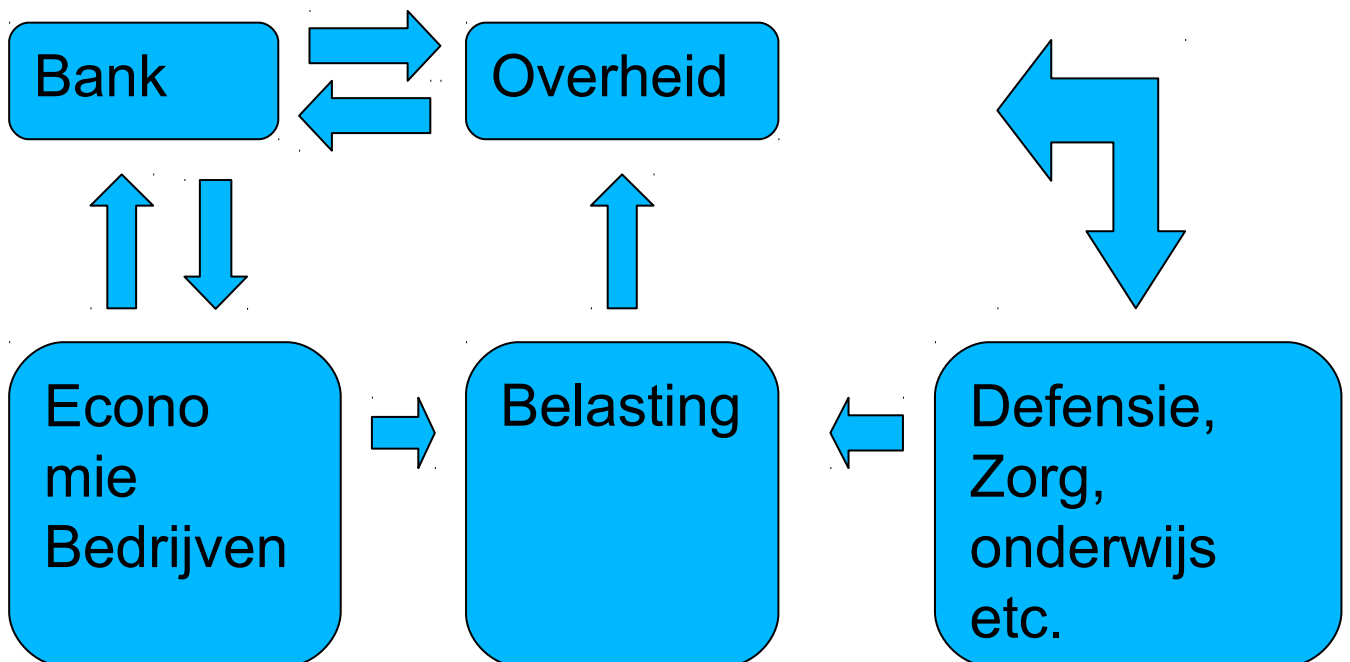 Bank
Overheid
Econo
mie
Bedrijven
Belasting
Defensie,
Zorg,
onderwijs
etc.